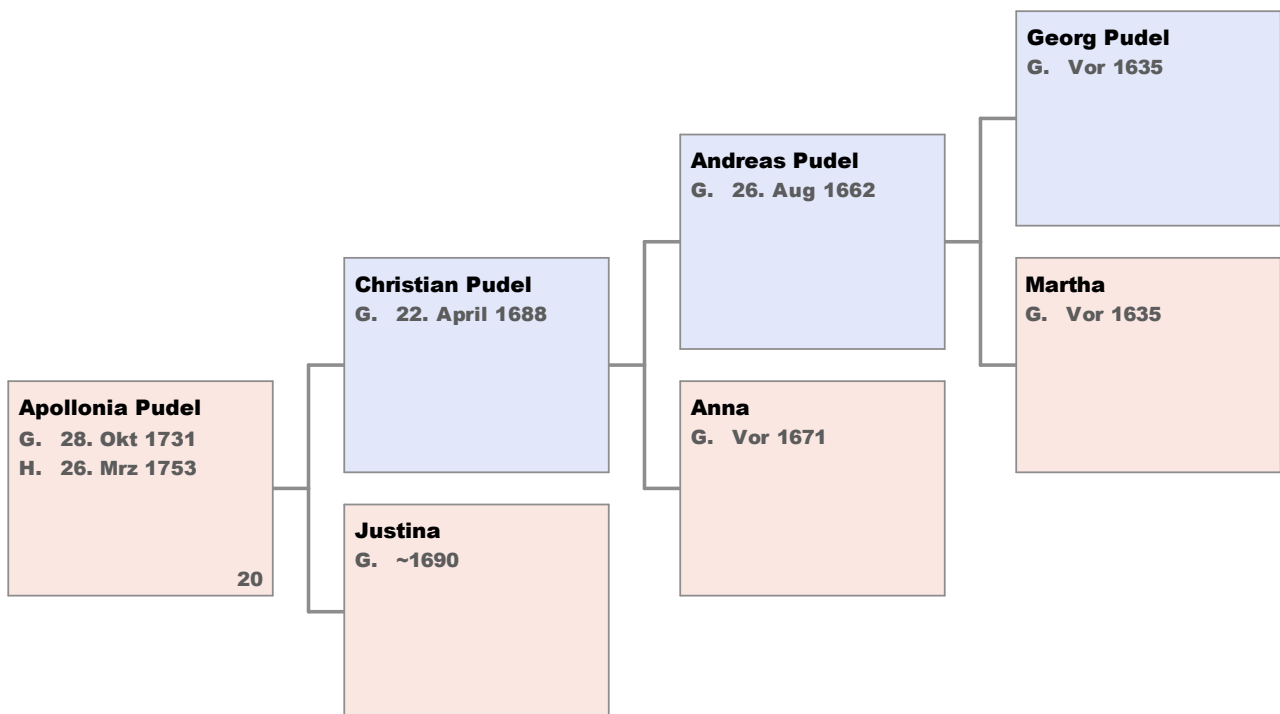 Georg Pudel
G. Vor 1635
Andreas Pudel
G. 26. Aug 1662
Christian Pudel
G. 22. April 1688
Martha
G. Vor 1635
Apollonia Pudel
G. 28. Okt 1731
H. 26. Mrz 1753
20
Anna
G. Vor 1671
Justina
G. ~1690